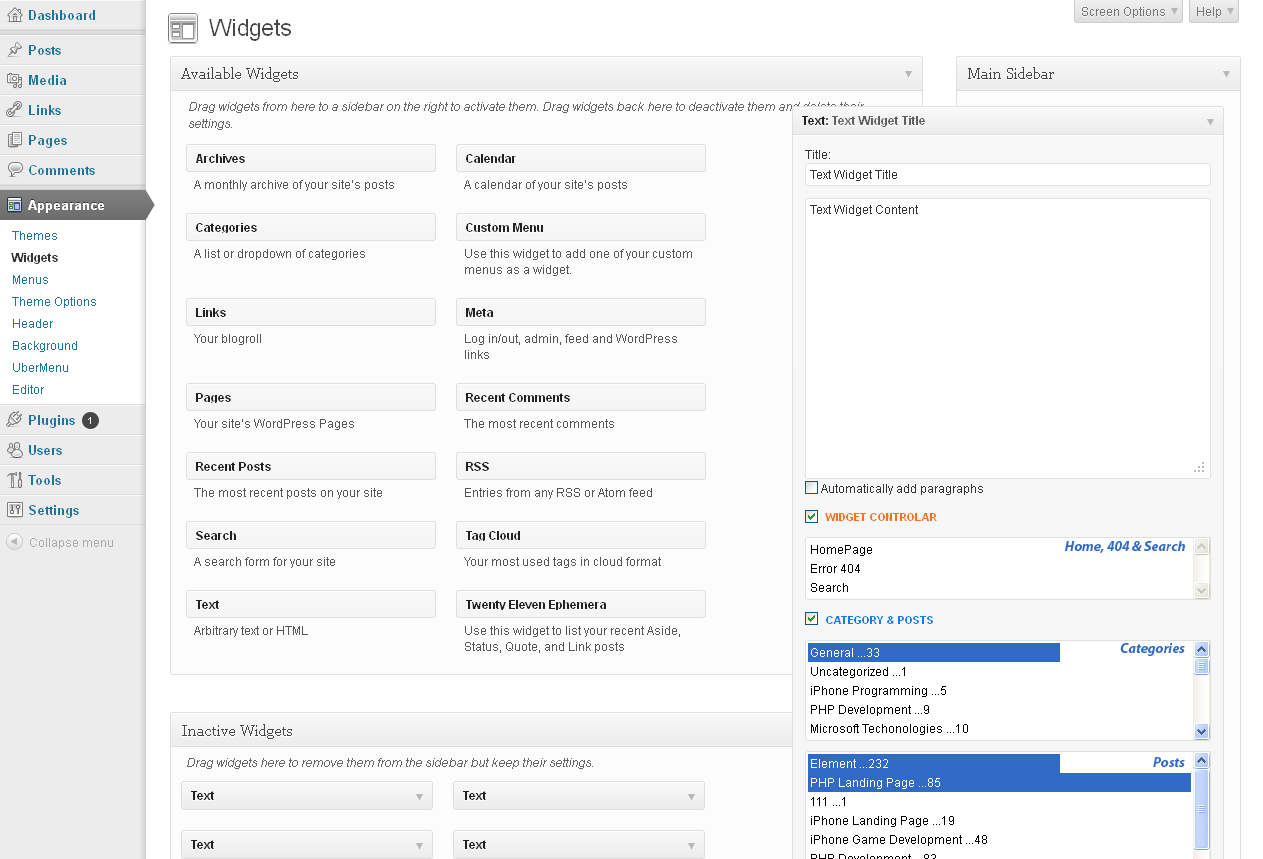 Dashboard
Posts
Media
Links
Pages
Comments
Appearance
Themes
Widgets
Menus
Theme Options
Header
Background
UberMenu
Editor
Plugins 1
Users
Tools
Settings
Collapse menu
Screen Options
Help
Widgets
Available Widgets
Drag widgets from here to a sidebar on the right to activate them. Drag widgets back here to deactivate them and delete their
settings.
Archives
A monthly archive of your site's posts
Calendar
A calendar of your site's posts
Categories
A list or dropdown of categories
Custom Menu
Use this widget to add one of your custom
menus as a widget.
Links
Your blogroll
Meta
Log in/out, admin, feed and WordPress
links
Pages
Your site's WordPress Pages
Recent Comments
The most recent comments
Recent Posts
The most recent posts on your site
RSS
Entries from any RSS or Atom feed
Search
A search form for your site
Tag Cloud
Your most used tags in cloud format
Text
Arbitrary text or HTML
Twenty Eleven Ephemera
Use this widget to list your recent Aside,
Status, Quote, and Link posts
Inactive Widgets
Drag widgets here to remove them from the sidebar but keep their settings.
Text
Text
Text
Text
Main Sidebar
Text: Text Widget Title
Title:
Text Widget Title
Text Widget Content
Automatically add paragraphs
WIDGET CONTROLAR
Home, 404 & Search
HomePage
Error 404
Search
CATEGORY & POSTS
Categories
General ...33
Uncategorized ...1
iPhone Programming ...5
PHP Development ...9
Microsoft Techonologies ...10
Posts
Element ...232
PHP Landing Page ...85
111 ...1
iPhone Landing Page ...19
iPhone Game Development ...48
PHP Development ...82